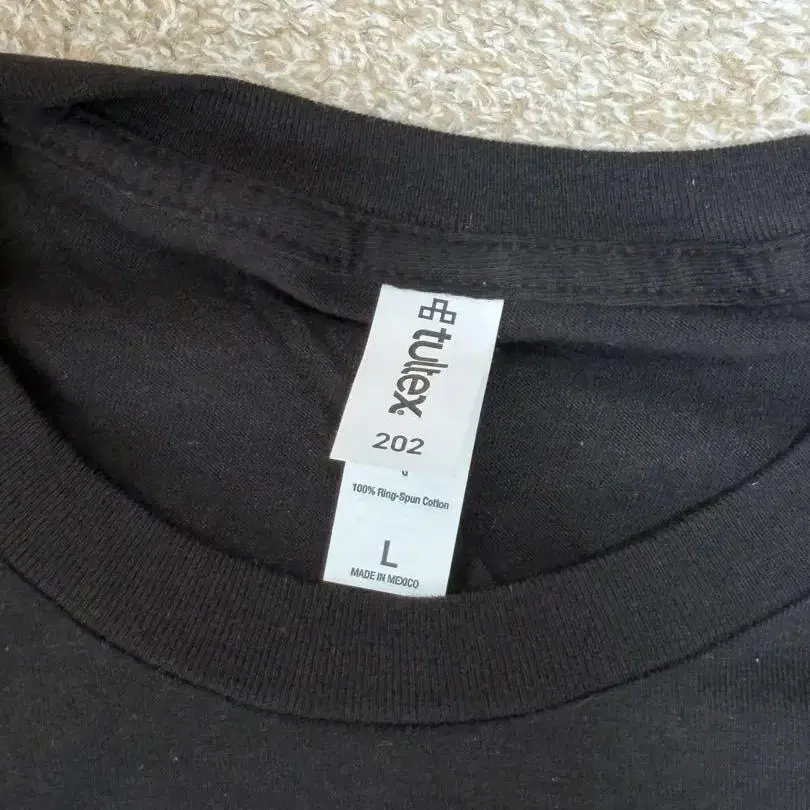 tultex
202
100% Ring-Spun Cotton
L
MADE IN MEXICO